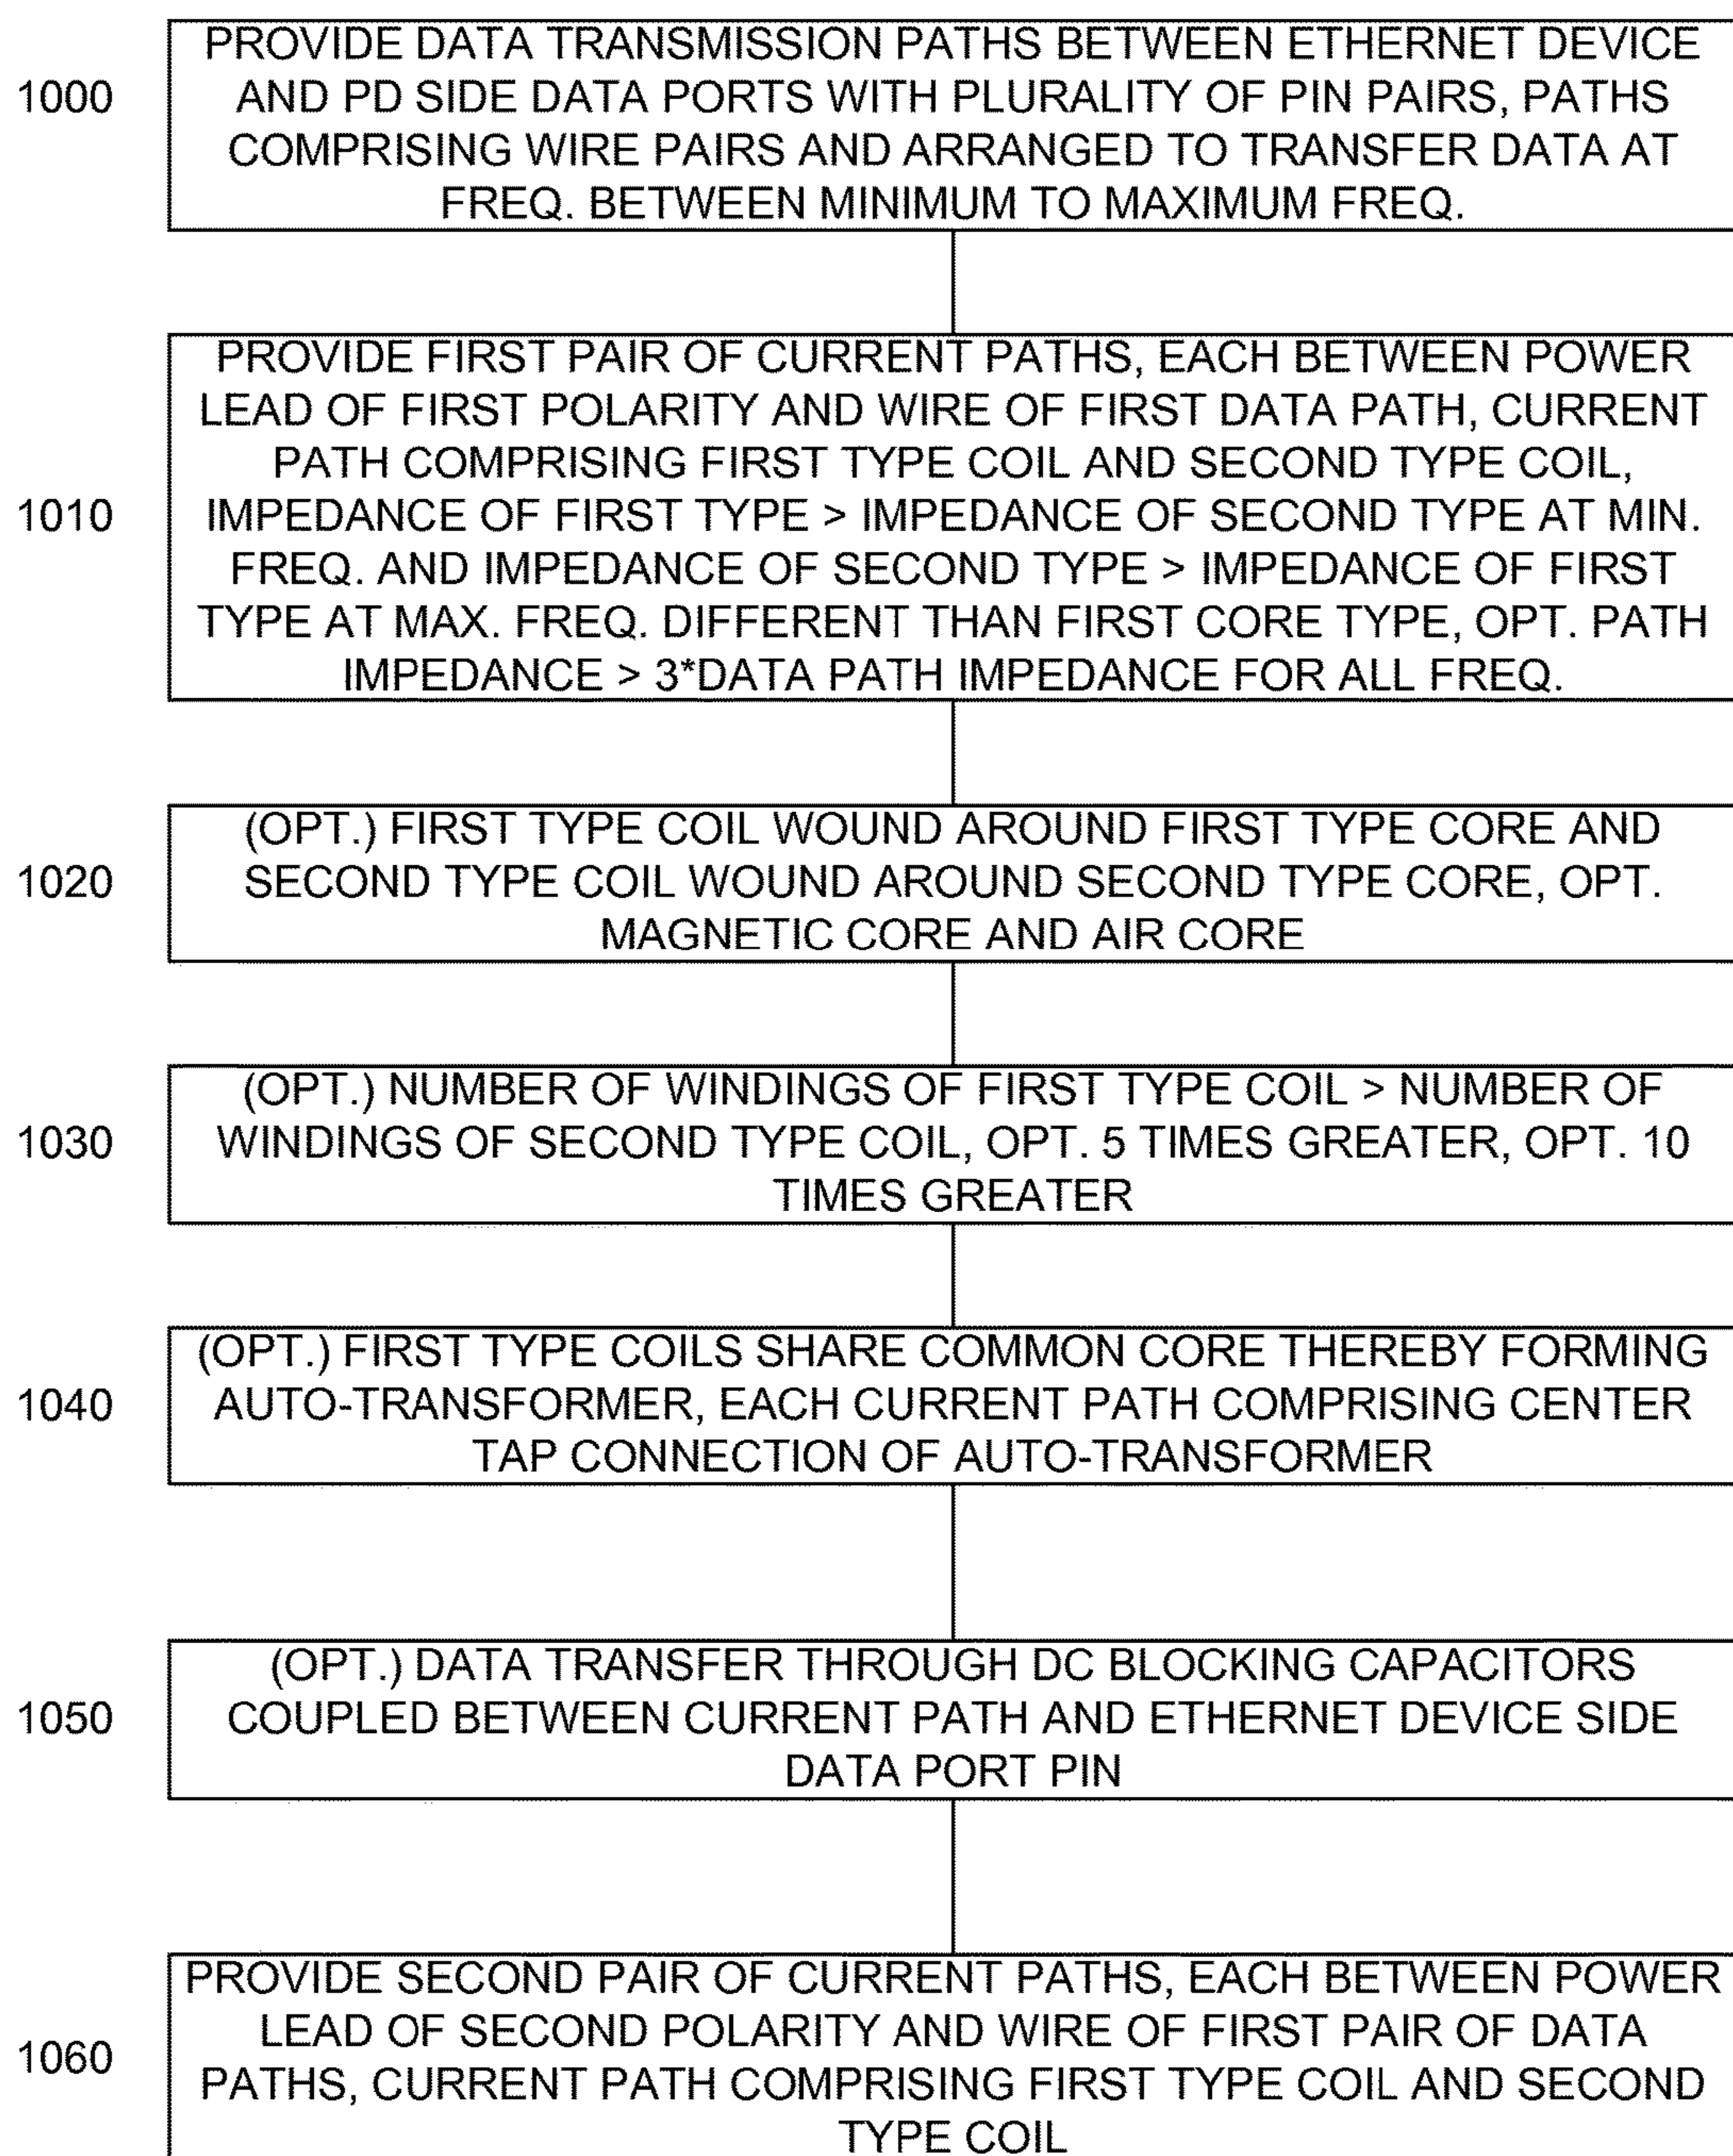 1000
PROVIDE DATA TRANSMISSION PATHS BETWEEN ETHERNET DEVICE
AND PD SIDE DATA PORTS WITH PLURALITY OF PIN PAIRS, PATHS
COMPRISING WIRE PAIRS AND ARRANGED TO TRANSFER DATA AT
FREQ. BETWEEN MINIMUM TO MAXIMUM FREQ.
1010
PROVIDE FIRST PAIR OF CURRENT PATHS, EACH BETWEEN POWER
LEAD OF FIRST POLARITY AND WIRE OF FIRST DATA PATH, CURRENT
PATH COMPRISING FIRST TYPE COIL AND SECOND TYPE COIL,
IMPEDANCE OF FIRST TYPE > IMPEDANCE OF SECOND TYPE AT MIN.
FREQ. AND IMPEDANCE OF SECOND TYPE > IMPEDANCE OF FIRST
TYPE AT MAX. FREQ. DIFFERENT THAN FIRST CORE TYPE, OPT. PATH
IMPEDANCE > 3*DATA PATH IMPEDANCE FOR ALL FREQ.
1020
(OPT.) FIRST TYPE COIL WOUND AROUND FIRST TYPE CORE AND
SECOND TYPE COIL WOUND AROUND SECOND TYPE CORE, OPT.
MAGNETIC CORE AND AIR CORE
1030
(OPT.) NUMBER OF WINDINGS OF FIRST TYPE COIL > NUMBER OF
WINDINGS OF SECOND TYPE COIL, OPT. 5 TIMES GREATER, OPT. 10
TIMES GREATER
1040
(OPT.) FIRST TYPE COILS SHARE COMMON CORE THEREBY FORMING
AUTO-TRANSFORMER, EACH CURRENT PATH COMPRISING CENTER
TAP CONNECTION OF AUTO-TRANSFORMER
1050
(OPT.) DATA TRANSFER THROUGH DC BLOCKING CAPACITORS
COUPLED BETWEEN CURRENT PATH AND ETHERNET DEVICE SIDE
DATA PORT PIN
1060
PROVIDE SECOND PAIR OF CURRENT PATHS, EACH BETWEEN POWER
LEAD OF SECOND POLARITY AND WIRE OF FIRST PAIR OF DATA
PATHS, CURRENT PATH COMPRISING FIRST TYPE COIL AND SECOND
TYPE COIL